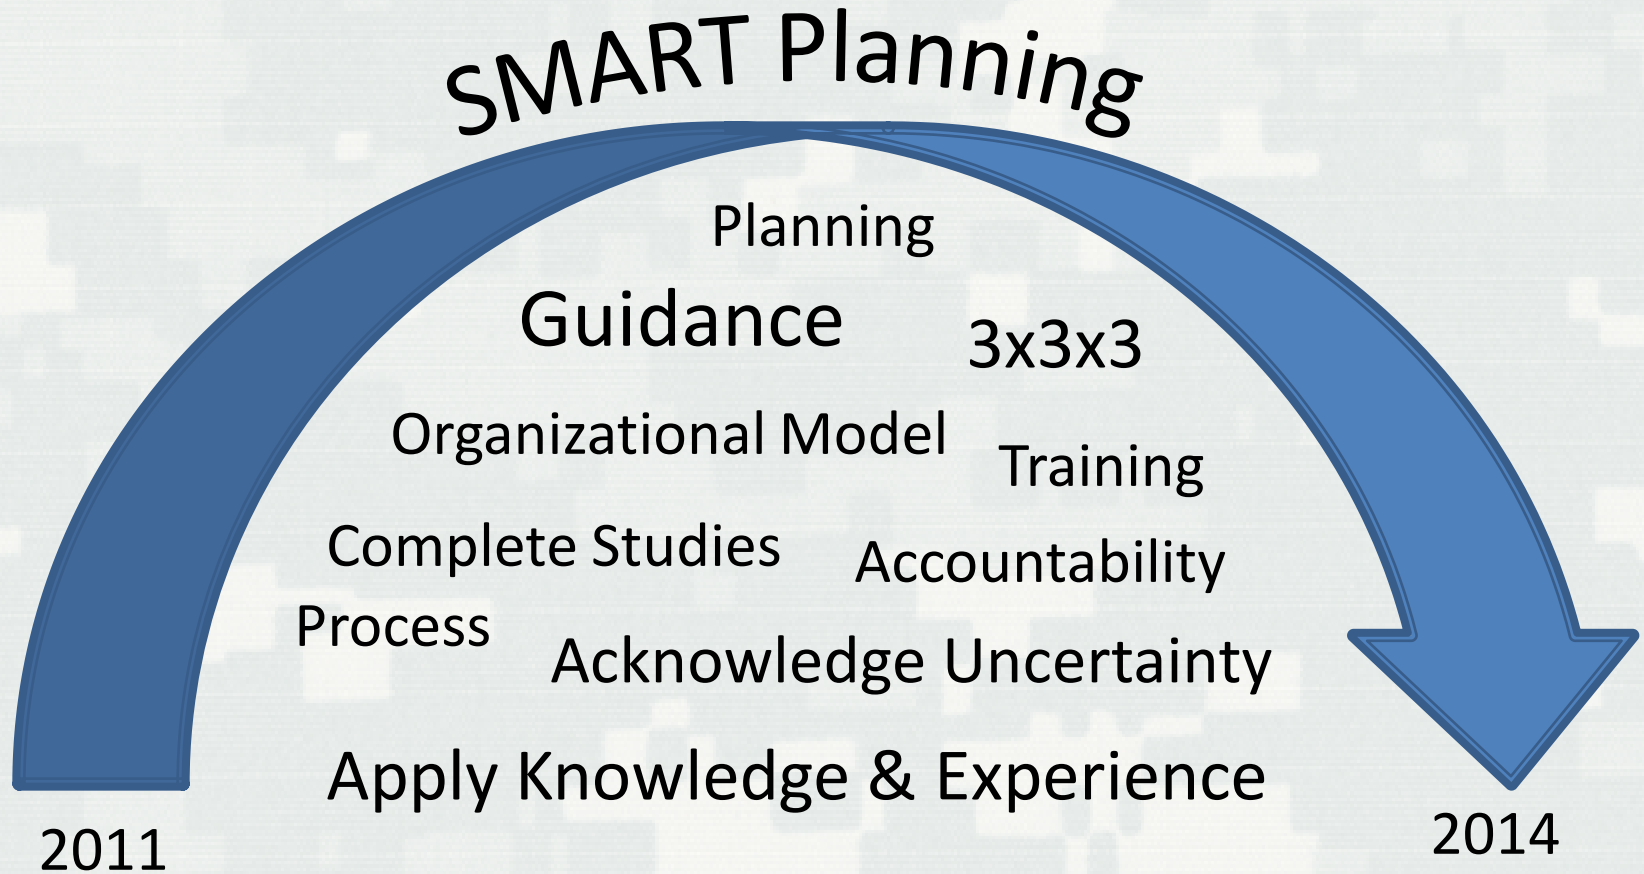 SMART Planning
Planning
Guidance
3x3x3
Organizational Model
Training
Complete Studies
Accountability
Process
Acknowledge Uncertainty
Apply Knowledge & Experience
2011
2014